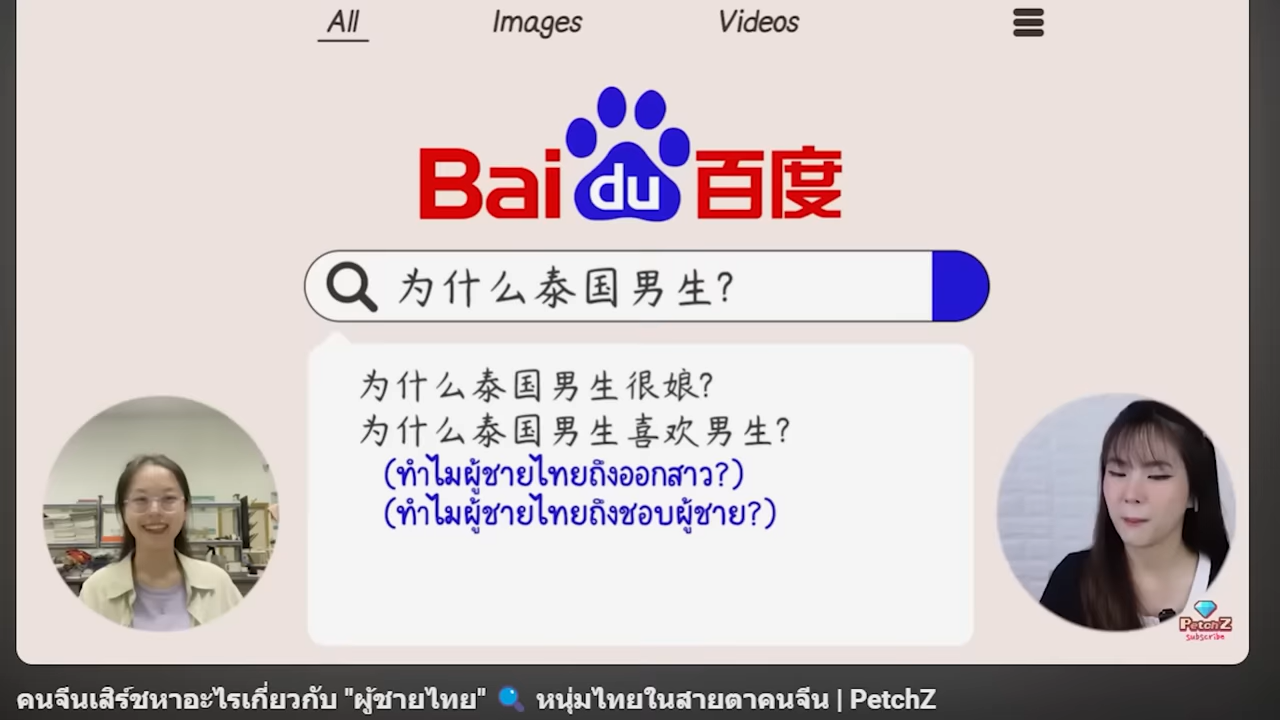 All Images Videos
Bai du 百度
为什么泰国男生?
为什么泰国男生很娘?
为什么泰国男生喜欢男生?
(ทำไมผู้ชายไทยถึงออกสาว?)
(ทำไมผู้ชายไทยถึงชอบผู้ชาย?)
PetchZ
subscribe
คนจีนเสิร์ชหาอะไรเกี่ยวกับ "ผู้ชายไทย" 🔍 หนุ่มไทยในสายตาคนจีน | PetchZ